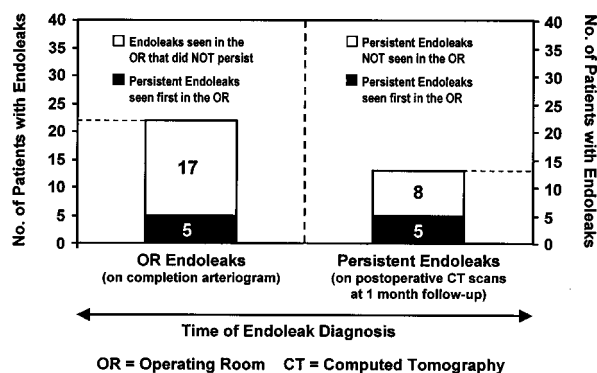 No. of Patients with Endoleaks
40
35
30
25
20
15
10
5
0
Endoleaks seen in the
OR that did NOT persist
Persistent Endoleaks
seen first in the OR
17
5
Persistent Endoleaks
NOT seen in the OR
Persistent Endoleaks
seen first in the OR
8
5
40
35
30
25
20
15
10
5
0
No. of Patients with Endoleaks
OR Endoleaks
(on completion arteriogram)
Persistent Endoleaks
(on postoperative CT scans
at 1 month follow-up)
Time of Endoleak Diagnosis
OR = Operating Room CT = Computed Tomography